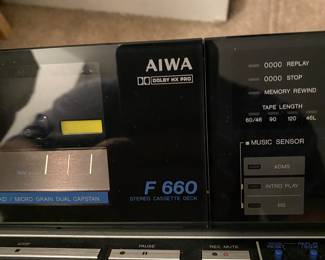 AIWA
DOLBY HX PRO
0000 REPLAY
0000 STOP
MEMORY REWIND
TAPE LENGTH
60/46 90 120 46L
MUSIC SENSOR
ADMS
INTRO PLAY
F 660
STEREO CASSETTE DECK
/ MICRO GRAIN DUAL CAPSTAN
PAUSE
REC MUTE